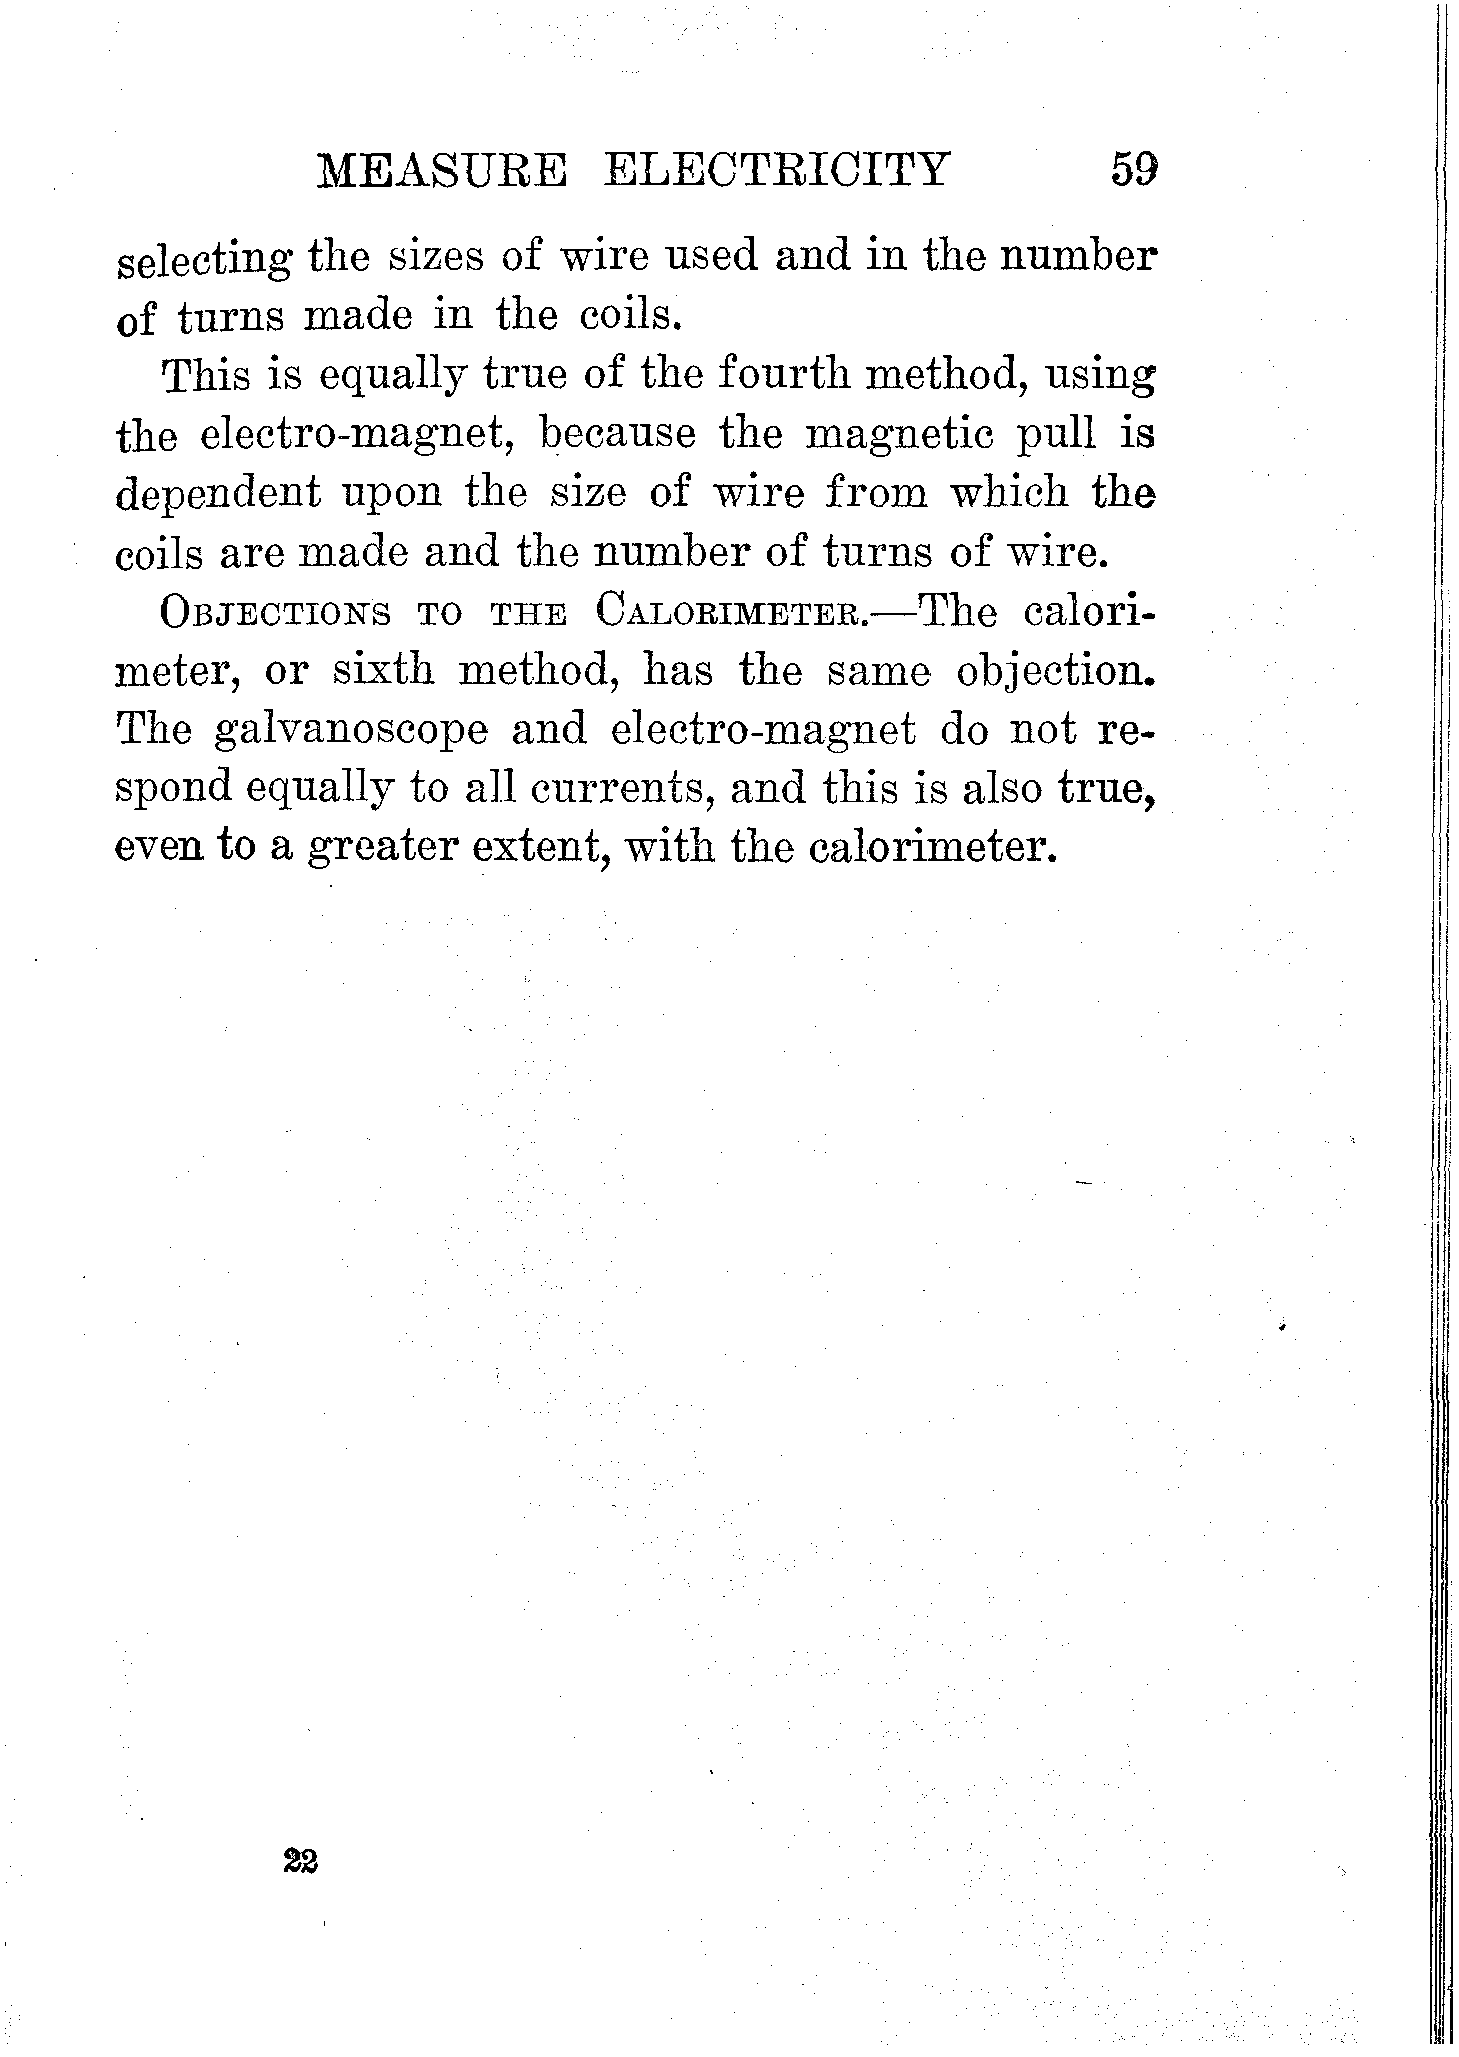 MEASURE ELECTRICITY 59
selecting the sizes of wire used and in the number
of turns made in the coils.
This is equally true of the fourth method, using
the electro-magnet, because the magnetic pull is
dependent upon the size of wire from which the
coils are made and the number of turns of wire.
OBJECTIONS TO THE CALORIMETER.—The calori-
meter, or sixth method, has the same objection.
The galvanoscope and electro-magnet do not re-
spond equally to all currents, and this is also true,
even to a greater extent, with the calorimeter.
22